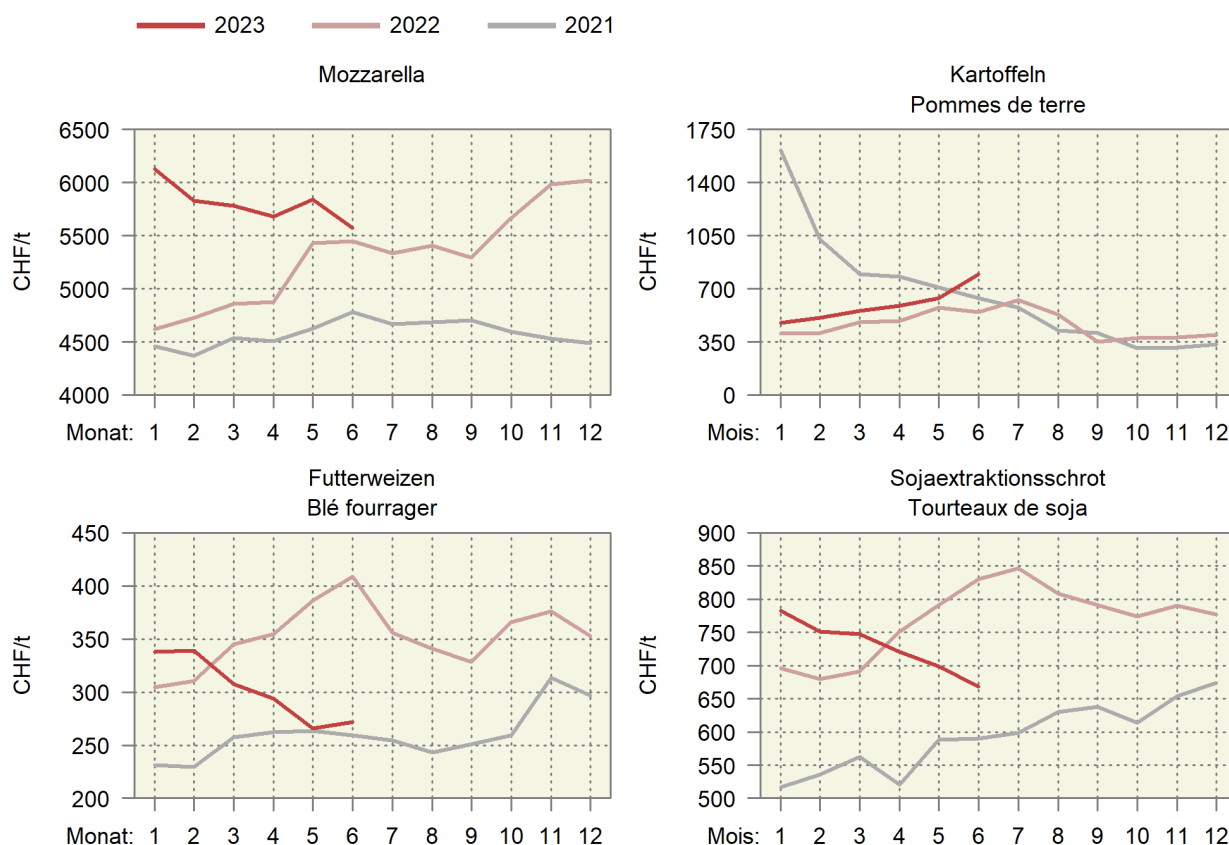 2023 2022 2021
Mozzarella
CHF/t
6500
6000
5500
5000
4500
4000
Monat: 1 2 3 4 5 6 7 8 9 10 11 12
Kartoffeln
Pommes de terre
CHF/t
1750
1400
1050
700
350
0
Mois: 1 2 3 4 5 6 7 8 9 10 11 12
Futterweizen
Blé fourrager
CHF/t
450
400
350
300
250
200
Monat: 1 2 3 4 5 6 7 8 9 10 11 12
Sojaextraktionsschrot
Tourteaux de soja
CHF/t
900
850
800
750
700
650
600
550
500
Mois: 1 2 3 4 5 6 7 8 9 10 11 12